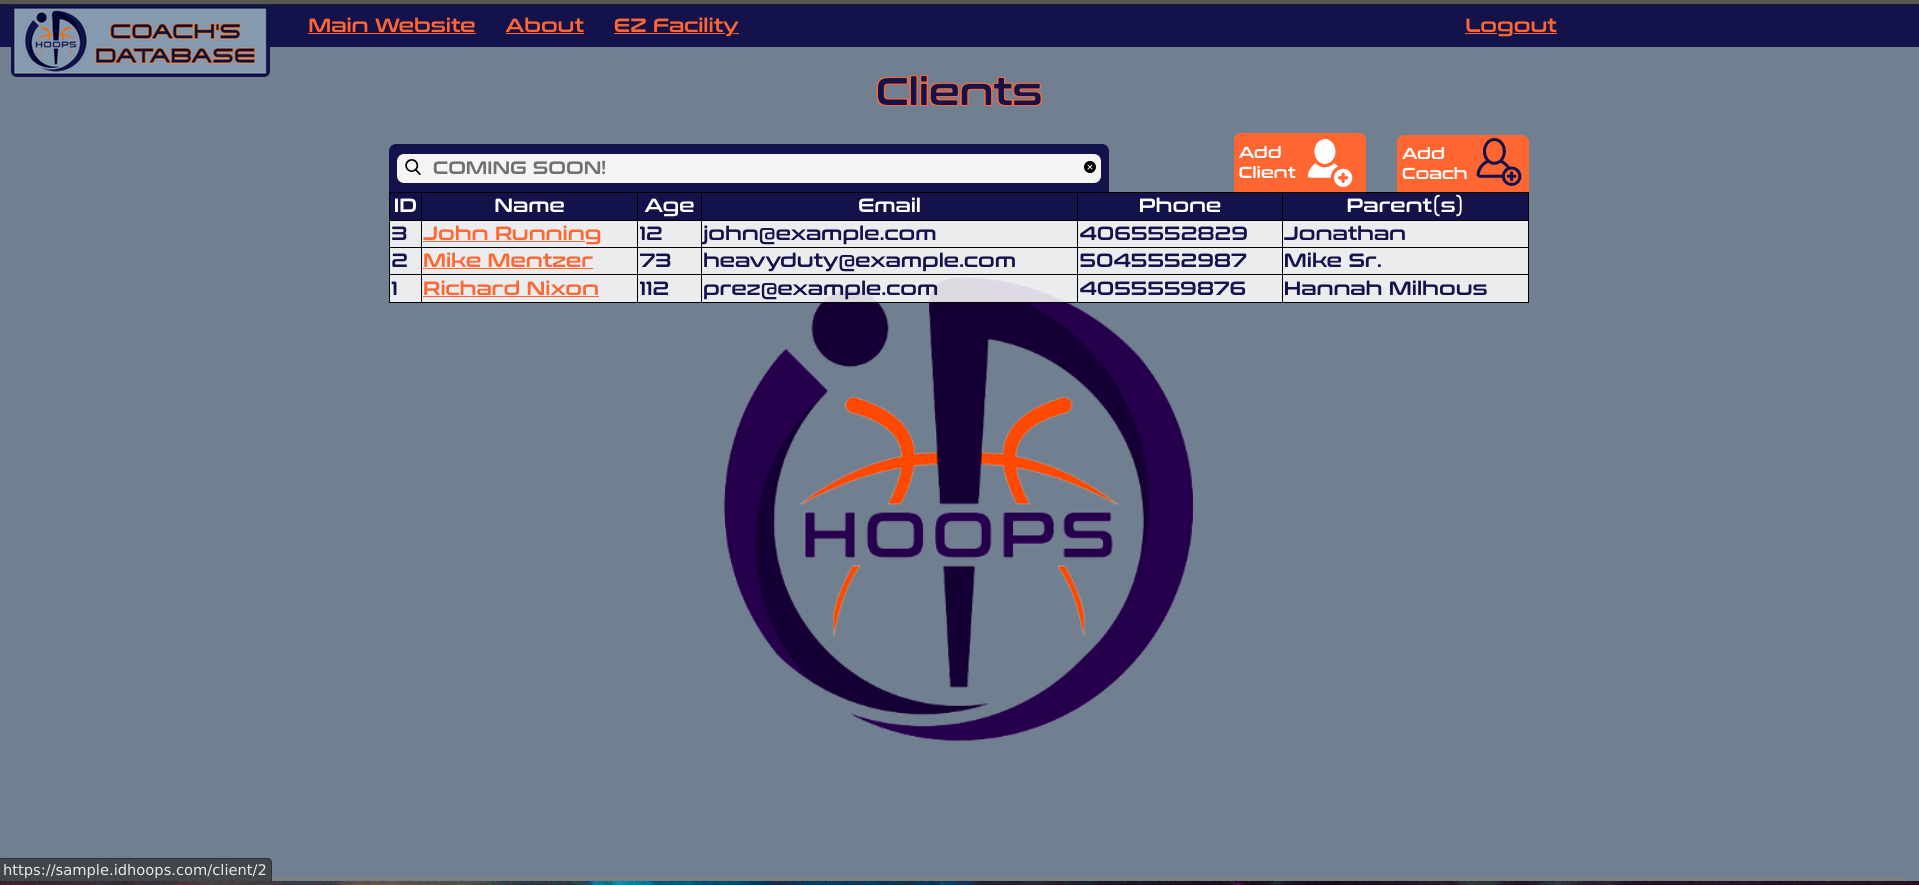 HOOPS
COACH'S
DATABASE
Main Website About EZ Facility Logout
Clients
COMING SOON!
Add
Client
Add
Coach
ID Name Age Email Phone Parent(s)
3 John Running 12 john@example.com 4065552829 Jonathan
2 Mike Mentzer 73 heavyduty@example.com 5045552987 Mike Sr.
1 Richard Nixon 112 prez@example.com 4055559876 Hannah Milhous
HOOPS
https://sample.idhoops.com/client/2